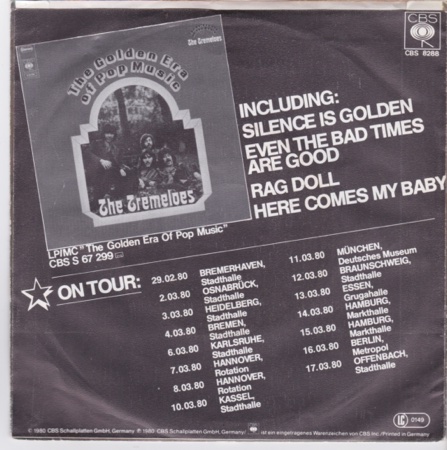 CBS
CBS 8288
The Golden Era
of Pop Music
The Tremeloes
The Tremeloes
INCLUDING:
SILENCE IS GOLDEN
EVEN THE BAD TIMES
ARE GOOD
RAG DOLL
HERE COMES MY BABY
LP/MC "The Golden Era Of Pop Music"
CBS S 67 299
ON TOUR:
29.02.80 BREMERHAVEN,
Stadthalle
2.03.80 OSNABRÜCK,
Stadthalle
3.03.80 HEIDELBERG,
Stadthalle
4.03.80 BREMEN,
Stadthalle
6.03.80 KARLSRUHE,
Stadthalle
7.03.80 HANNOVER,
Rotation
8.03.80 HANNOVER,
Rotation
10.03.80 KASSEL,
Stadthalle
11.03.80 MÜNCHEN,
Deutsches Museum
12.03.80 BRAUNSCHWEIG,
Stadthalle
13.03.80 ESSEN,
Grugahalle
14.03.80 HAMBURG,
Markthalle
15.03.80 HAMBURG,
Markthalle
16.03.80 BERLIN,
Metropol
17.03.80 OFFENBACH,
Stadthalle
LC 0149
© 1980 CBS Schallplatten GmbH, Germany ℗ 1980 CBS Schallplatten GmbH, Germany/ ist ein eingetragenes Warenzeichen von CBS Inc./Printed in Germany